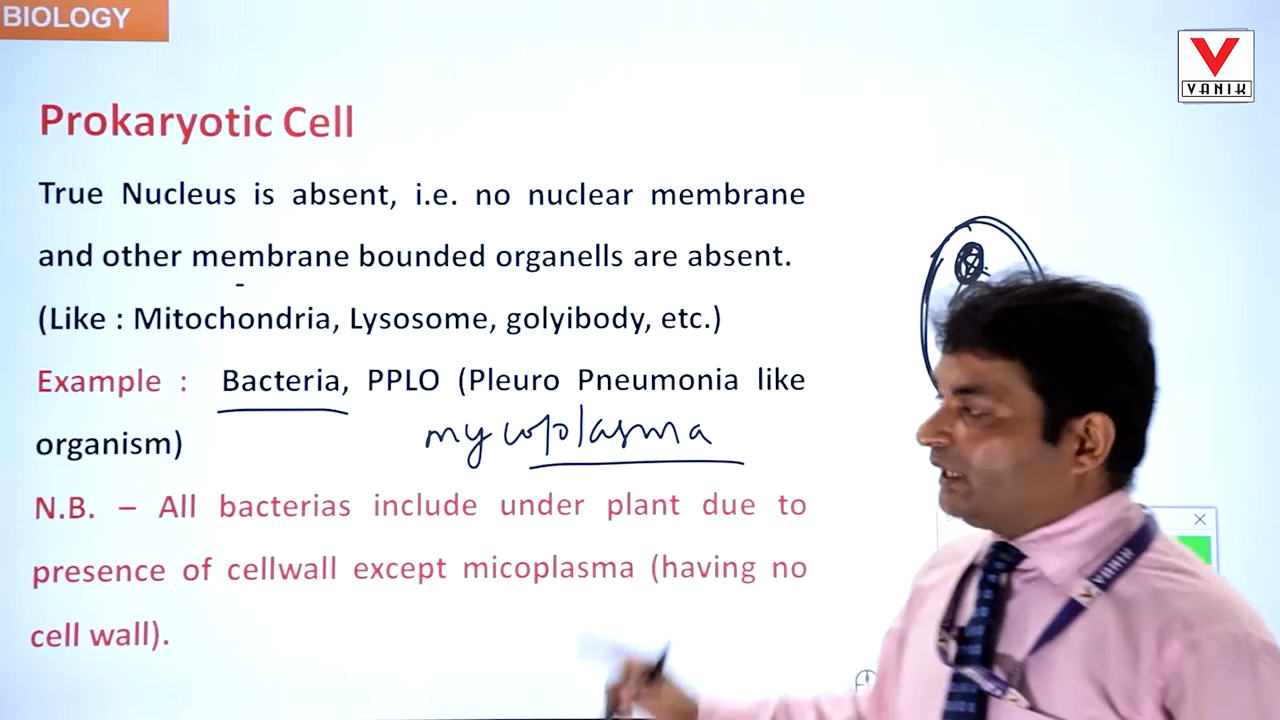 BIOLOGY
VANIK
Prokaryotic Cell
True Nucleus is absent, i.e. no nuclear membrane
and other membrane bounded organells are absent.
(Like : Mitochondria, Lysosome, golyibody, etc.)
Example : Bacteria, PPLO (Pleuro Pneumonia like
organism)
mycoplasma
N.B. – All bacterias include under plant due to
presence of cellwall except micoplasma (having no
cell wall).
VANIK